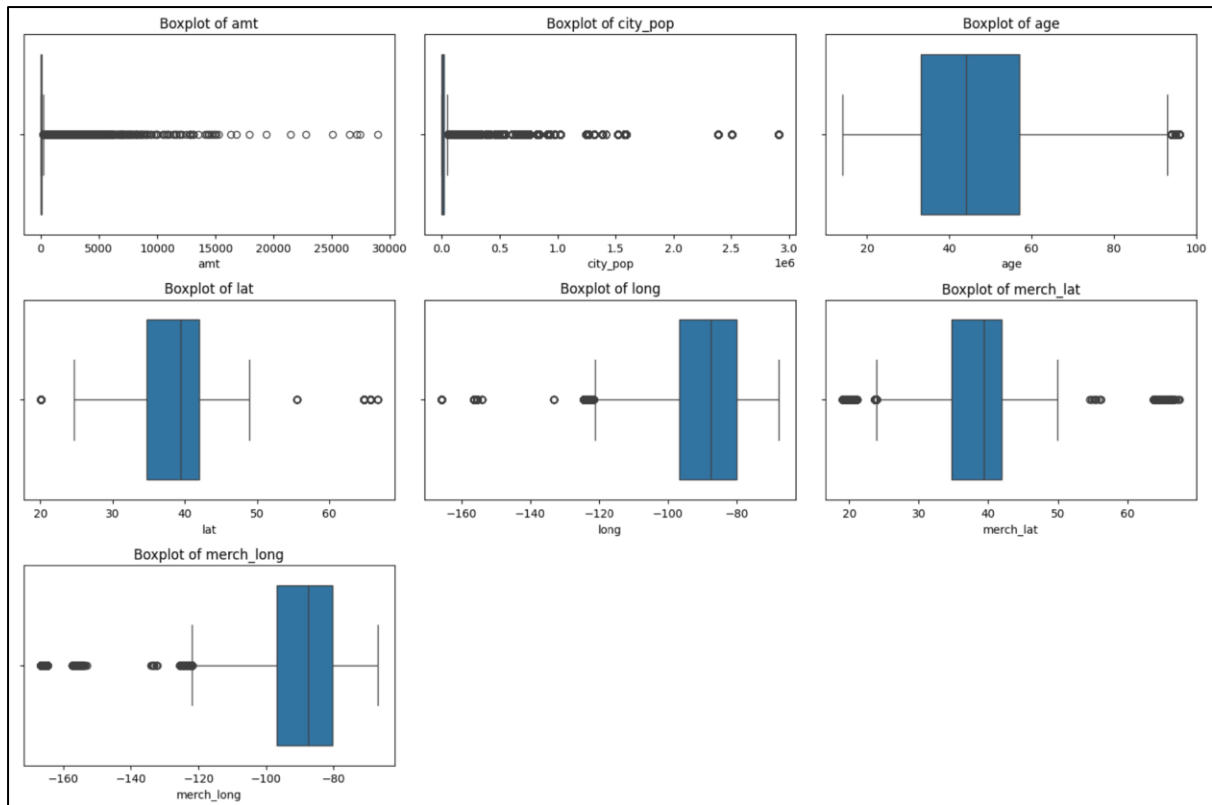 Boxplot of amt
0 5000 10000 15000 20000 25000 30000
amt
Boxplot of city_pop
0.0 0.5 1.0 1.5 2.0 2.5 3.0
1e6
city_pop
Boxplot of age
20 40 60 80 100
age
Boxplot of lat
20 30 40 50 60
lat
Boxplot of long
−160 −140 −120 −100 −80
long
Boxplot of merch_lat
20 30 40 50 60
merch_lat
Boxplot of merch_long
−160 −140 −120 −100 −80
merch_long